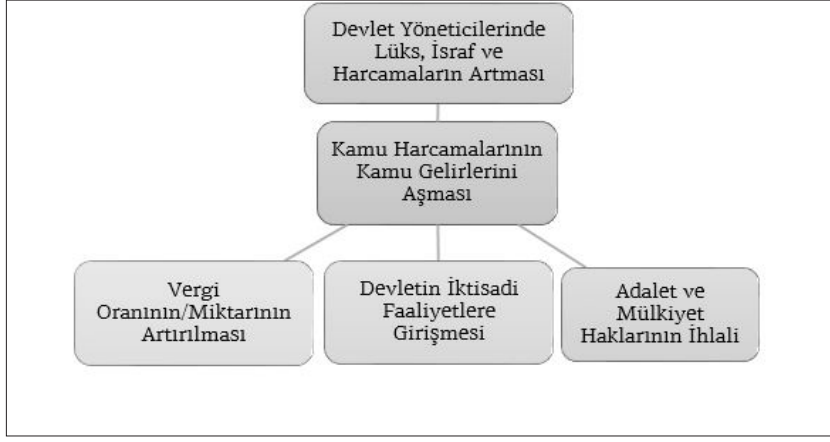 Devlet Yöneticilerinde
Lüks, İsraf ve
Harcamaların Artması
Kamu Harcamalarının
Kamu Gelirlerini
Aşması
Vergi
Oranının/Miktarının
Artırılması
Devletin İktisadi
Faaliyetlere
Girişmesi
Adalet ve
Mülkiyet
Haklarının İhlali